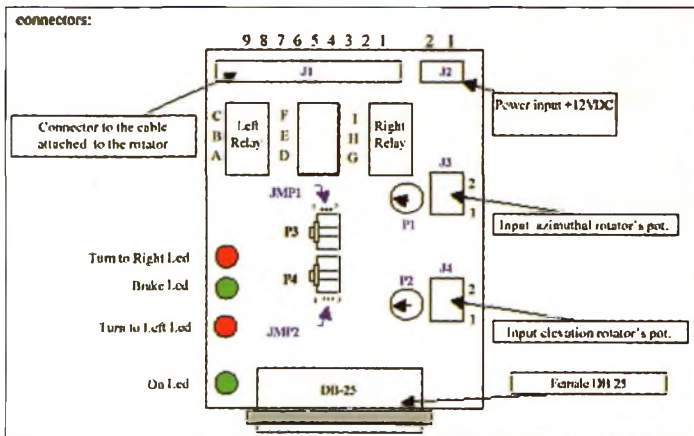 connectors:
9 8 7 6 5 4 3 2 1
2 1
J1
J2
Power input +12VDC
Connector to the cable
attached to the rotator
C
B
A
Left
Relay
F
E
D
I
H
G
Right
Relay
JMP1
J3
2
1
P1
P3
Input azimuthal rotator's pot.
Turn to Right Led
Brake Led
P4
P2
J4
2
1
Turn to Left Led
JMP2
Input elevation rotator's pot.
On Led
DB-25
Female DB 25